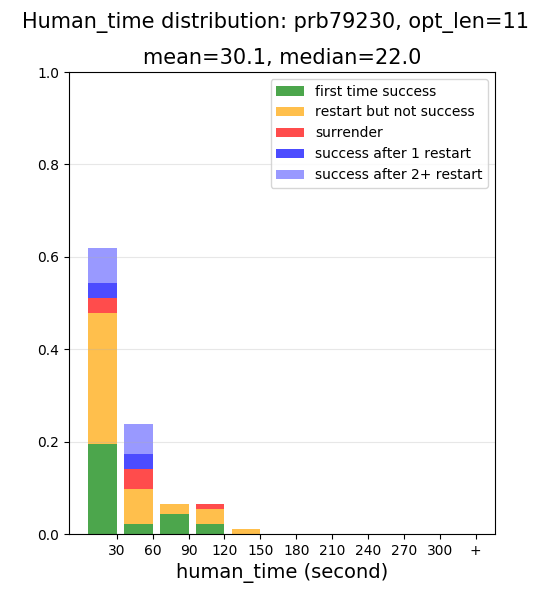 Human_time distribution: prb79230, opt_len=11
mean=30.1, median=22.0
1.0
first time success
restart but not success
surrender
success after 1 restart
success after 2+ restart
0.8
0.6
0.4
0.2
0.0
30 60 90 120 150 180 210 240 270 300 +
human_time (second)